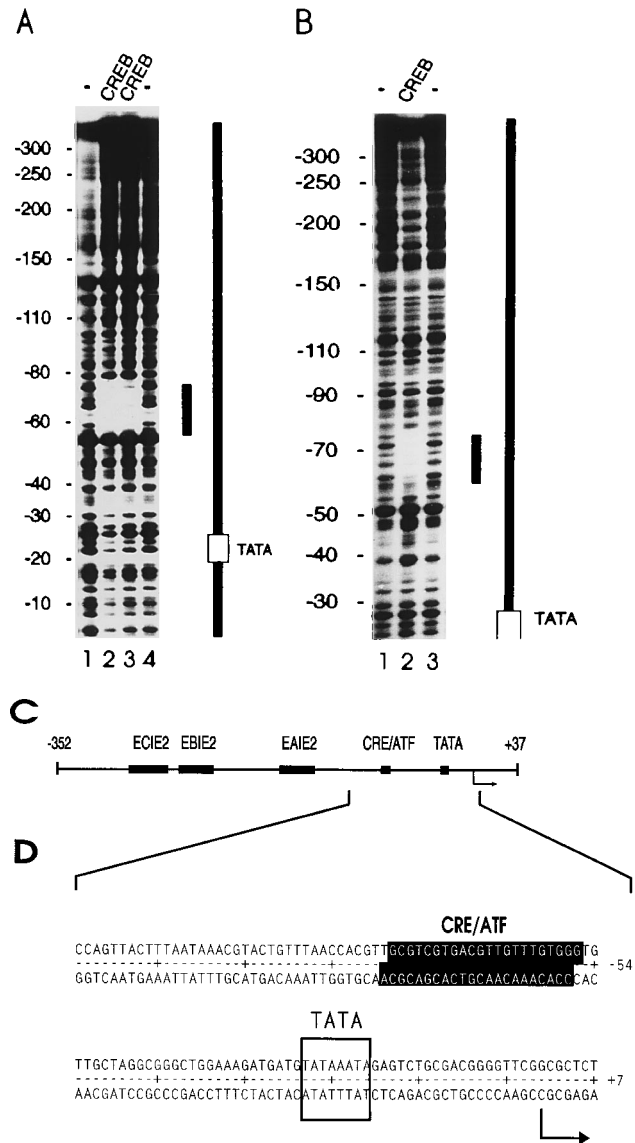 A
B
- CREB CREB -
- CREB -
-300 -
-250 -
-200 -
-150 -
-110 -
-80 -
-60 -
-40 -
-30 -
-20 -
-10 -
TATA
1 2 3 4
-300 -
-250 -
-200 -
-150 -
-110 -
-90 -
-70 -
-50 -
-40 -
-30 -
TATA
1 2 3
C
-352 ECIE2 EBIE2 EAIE2 CRE/ATF TATA +37
D
CRE/ATF
CCAGTTACTTTAATAAACGTACTGTTTAACCACGTTGCGTCGTGACGTTGTTTGTGGGTG
---------+---------+---------+---------+---------+---------+ -54
GGTCAATGAAATTATTTGCATGACAAATTGGTGCAACGCAGCACTGCAACAAACACCCAC
TATA
TTGCTAGGCGGGCTGGAAAGATGATGTATAAATAGAGTCTGCGACGGGGTTCGGCGCTCT
---------+---------+---------+---------+---------+---------+ +7
AACGATCCGCCCGACCTTTCTACTACATATTTATCTCAGACGCTGCCCCAAGCCGCGAGA